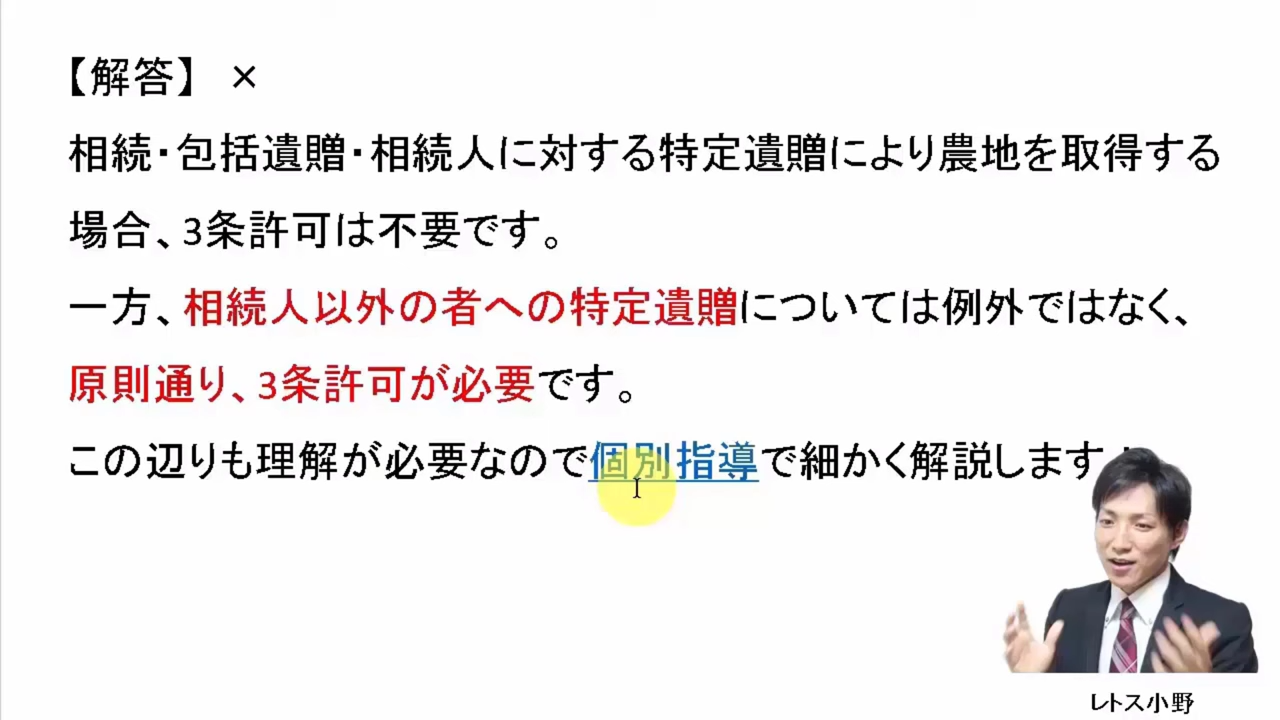 【解答】 ×
相続・包括遺贈・相続人に対する特定遺贈により農地を取得する
場合、3条許可は不要です。
一方、相続人以外の者への特定遺贈については例外ではなく、
原則通り、3条許可が必要です。
この辺りも理解が必要なので個別指導で細かく解説します
レトス小野